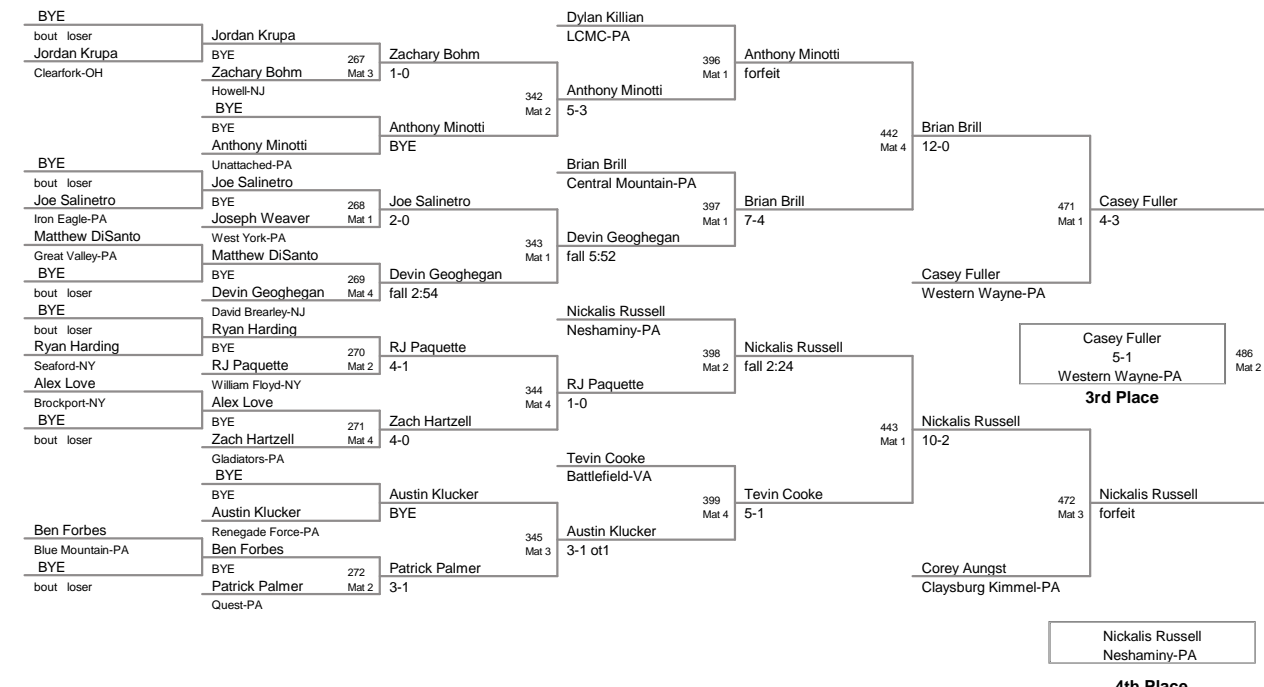 BYE
bout loser
Jordan Krupa
Clearfork-OH
BYE
bout loser
Joe Salinetro
Iron Eagle-PA
Matthew DiSanto
Great Valley-PA
BYE
bout loser
BYE
bout loser
Ryan Harding
Seaford-NY
Alex Love
Brockport-NY
BYE
bout loser
Ben Forbes
Blue Mountain-PA
BYE
bout loser
Jordan Krupa
BYE
267
Zachary Bohm
Mat 3
Howell-NJ
BYE
BYE
Anthony Minotti
Unattached-PA
Joe Salinetro
BYE
268
Joseph Weaver
Mat 1
West York-PA
Matthew DiSanto
BYE
269
Devin Geoghegan
Mat 4
David Brearley-NJ
Ryan Harding
BYE
270
RJ Paquette
Mat 2
William Floyd-NY
Alex Love
BYE
271
Zach Hartzell
Mat 4
Gladiators-PA
BYE
BYE
Austin Klucker
Renegade Force-PA
Ben Forbes
BYE
272
Patrick Palmer
Mat 2
Quest-PA
Zachary Bohm
1-0
342
Mat 2
Anthony Minotti
BYE
Joe Salinetro
2-0
343
Mat 1
Devin Geoghegan
fall 2:54
RJ Paquette
4-1
344
Mat 4
Zach Hartzell
4-0
Austin Klucker
BYE
345
Mat 3
Patrick Palmer
3-1
Dylan Killian
LCMC-PA
396
Mat 1
Anthony Minotti
5-3
Brian Brill
Central Mountain-PA
397
Mat 1
Devin Geoghegan
fall 5:52
Nickalis Russell
Neshaminy-PA
398
Mat 2
RJ Paquette
1-0
Tevin Cooke
Battlefield-VA
399
Mat 4
Austin Klucker
3-1 ot1
Anthony Minotti
forfeit
442
Mat 4
Brian Brill
7-4
Nickalis Russell
fall 2:24
443
Mat 1
Tevin Cooke
5-1
Brian Brill
12-0
471
Mat 1
Casey Fuller
Western Wayne-PA
Nickalis Russell
10-2
472
Mat 3
Corey Aungst
Claysburg Kimmel-PA
Casey Fuller
4-3
Casey Fuller
5-1
Western Wayne-PA
486
Mat 2
3rd Place
Nickalis Russell
forfeit
Nickalis Russell
Neshaminy-PA
4th Place